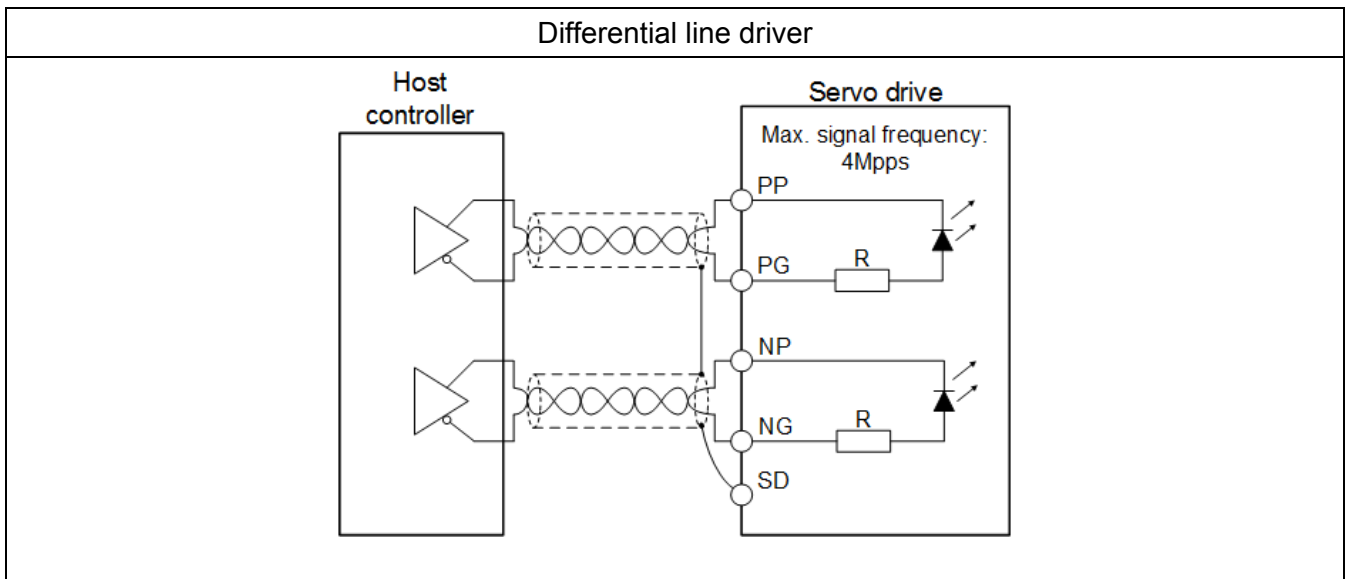 Differential line driver
Host
controller
Servo drive
Max. signal frequency:
4Mpps
PP
PG
R
NP
NG
R
SD